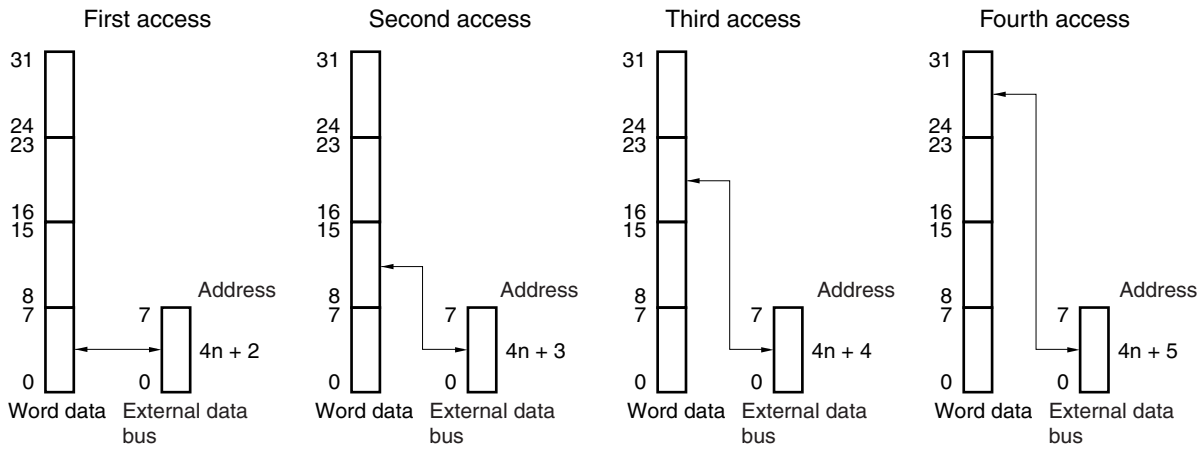 First access
31
24
23
16
15
8
7
0
Address
7
4n + 2
0
Word data
External data
bus
Second access
31
24
23
16
15
8
7
0
Address
7
4n + 3
0
Word data
External data
bus
Third access
31
24
23
16
15
8
7
0
Address
7
4n + 4
0
Word data
External data
bus
Fourth access
31
24
23
16
15
8
7
0
Address
7
4n + 5
0
Word data
External data
bus